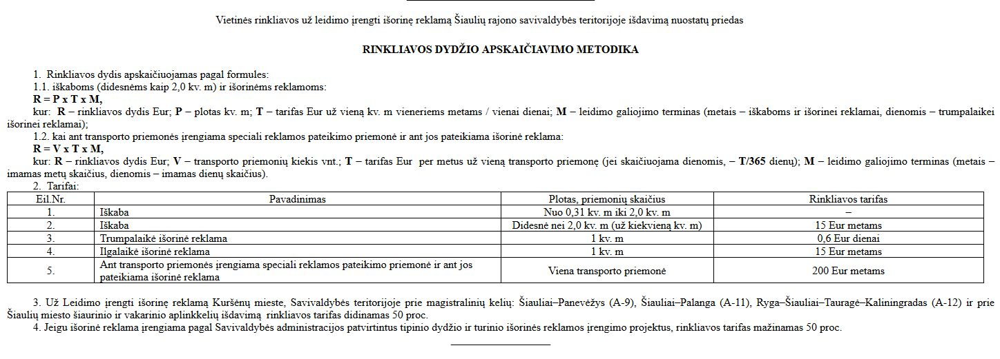 Vietinės rinkliavos už leidimo įrengti išorinę reklamą Šiaulių rajono savivaldybės teritorijoje išdavimą nuostatų priedas
RINKLIAVOS DYDŽIO APSKAIČIAVIMO METODIKA
1. Rinkliavos dydis apskaičiuojamas pagal formules:
1.1. iškaboms (didesnėms kaip 2,0 kv. m) ir išorinėms reklamoms:
R = P x T x M,
kur: R – rinkliavos dydis Eur; P – plotas kv. m; T – tarifas Eur už vieną kv. m vieneriems metams / vienai dienai; M – leidimo galiojimo terminas (metais – iškaboms ir išorinei reklamai, dienomis – trumpalaikei
išorinei reklamai);
1.2. kai ant transporto priemonės įrengiama speciali reklamos pateikimo priemonė ir ant jos pateikiama išorinė reklama:
R = V x T x M,
kur: R – rinkliavos dydis Eur; V – transporto priemonių kiekis vnt.; T – tarifas Eur per metus už vieną transporto priemonę (jei skaičiuojama dienomis, – T/365 dienų); M – leidimo galiojimo terminas (metais –
imamas metų skaičius, dienomis – imamas dienų skaičius).
2. Tarifai:
Eil.Nr. Pavadinimas Plotas, priemonių skaičius Rinkliavos tarifas
1. Iškaba Nuo 0,31 kv. m iki 2,0 kv. m –
2. Iškaba Didesnė nei 2,0 kv. m (už kiekvieną kv. m) 15 Eur metams
3. Trumpalaikė išorinė reklama 1 kv. m 0,6 Eur dienai
4. Ilgalaikė išorinė reklama 1 kv. m 15 Eur metams
5. Ant transporto priemonės įrengiama speciali reklamos pateikimo priemonė ir ant jos
pateikiama išorinė reklama Viena transporto priemonė 200 Eur metams
3. Už Leidimo įrengti išorinę reklamą Kuršėnų mieste, Savivaldybės teritorijoje prie magistralinių kelių: Šiauliai–Panevėžys (A-9), Šiauliai–Palanga (A-11), Ryga–Šiauliai–Tauragė–Kaliningradas (A-12) ir prie
Šiaulių miesto šiaurinio ir vakarinio aplinkkelių išdavimą rinkliavos tarifas didinamas 50 proc.
4. Jeigu išorinė reklama įrengiama pagal Savivaldybės administracijos patvirtintus tipinio dydžio ir turinio išorinės reklamos įrengimo projektus, rinkliavos tarifas mažinamas 50 proc.